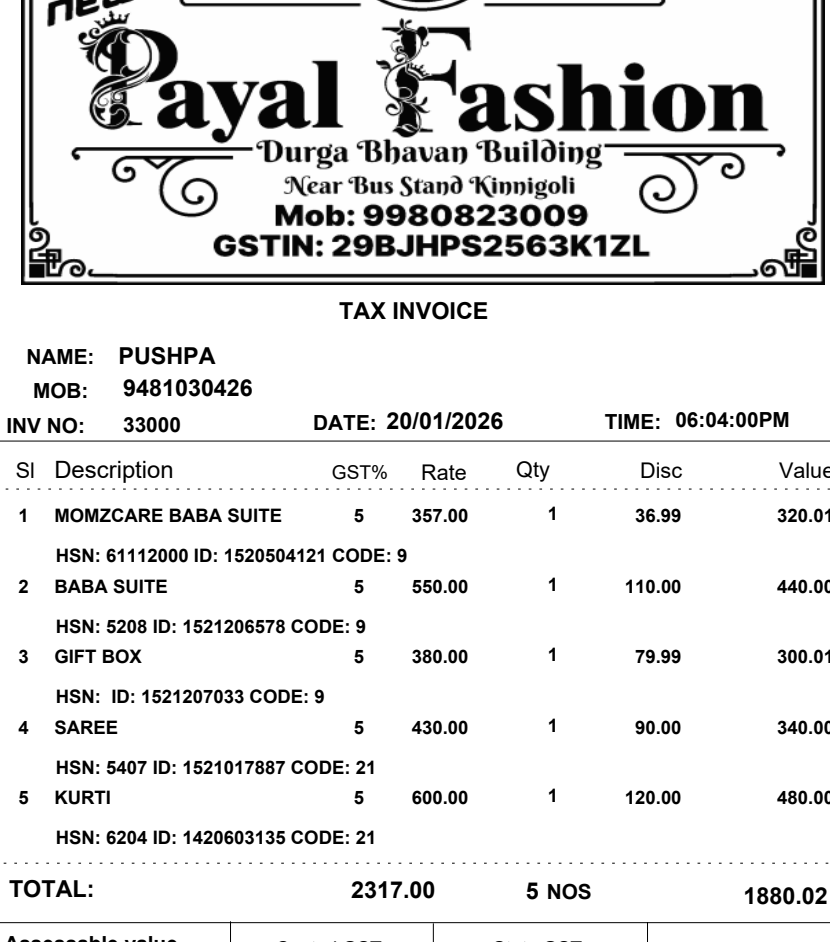 new
Payal Fashion
Durga Bhavan Building
Near Bus Stand Kinnigoli
Mob: 9980823009
GSTIN: 29BJHPS2563K1ZL
TAX INVOICE
NAME: PUSHPA
MOB: 9481030426
INV NO: 33000 DATE: 20/01/2026 TIME: 06:04:00PM
Sl Description GST% Rate Qty Disc Value
1 MOMZCARE BABA SUITE 5 357.00 1 36.99 320.01
HSN: 61112000 ID: 1520504121 CODE: 9
2 BABA SUITE 5 550.00 1 110.00 440.00
HSN: 5208 ID: 1521206578 CODE: 9
3 GIFT BOX 5 380.00 1 79.99 300.01
HSN: ID: 1521207033 CODE: 9
4 SAREE 5 430.00 1 90.00 340.00
HSN: 5407 ID: 1521017887 CODE: 21
5 KURTI 5 600.00 1 120.00 480.00
HSN: 6204 ID: 1420603135 CODE: 21
TOTAL: 2317.00 5 NOS 1880.02